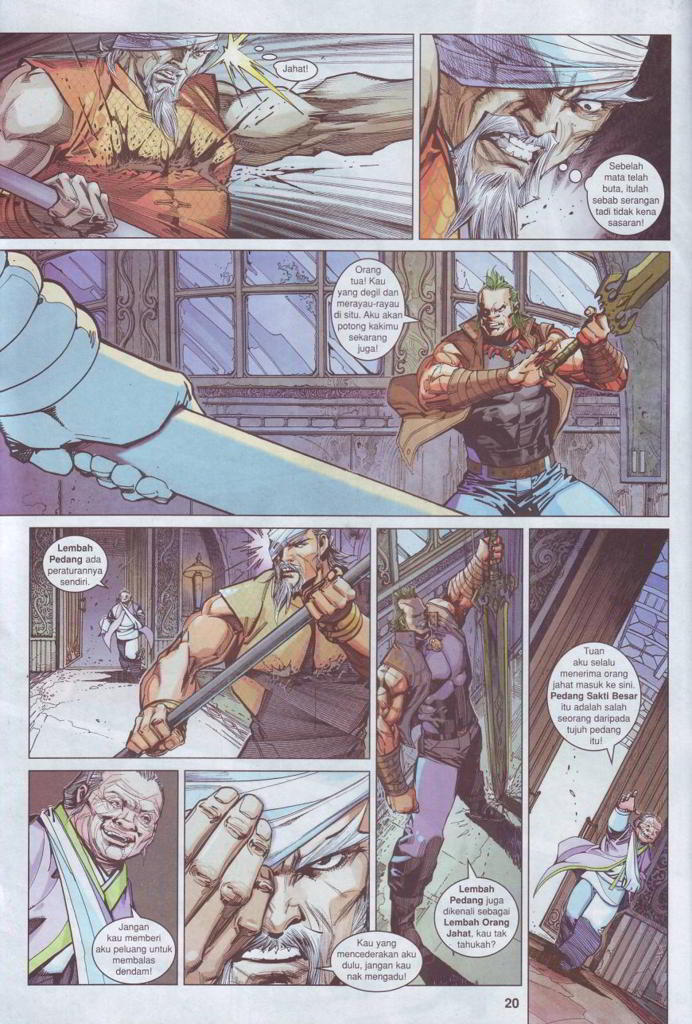 Jahat!
Sebelah
mata telah
buta, itulah
sebab serangan
tadi tidak kena
sasaran!
Orang
tua! Kau
yang degil dan
merayau-rayau
di situ. Aku akan
potong kakimu
sekarang
juga!
Lembah
Pedang ada
peraturannya
sendiri.
Tuan
aku selalu
menerima orang
jahat masuk ke sini.
Pedang Sakti Besar
itu adalah salah
seorang daripada
tujuh pedang
itu!
Lembah
Pedang juga
dikenali sebagai
Lembah Orang
Jahat, kau tak
tahukah?
Jangan
kau memberi
aku peluang untuk
membalas
dendam!
Kau yang
mencederakan aku
dulu, jangan kau
nak mengadu!
20